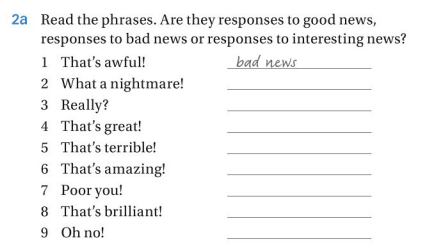 2a Read the phrases. Are they responses to good news,
responses to bad news or responses to interesting news?
1 That's awful! bad news
2 What a nightmare!
3 Really?
4 That's great!
5 That's terrible!
6 That's amazing!
7 Poor you!
8 That's brilliant!
9 Oh no!